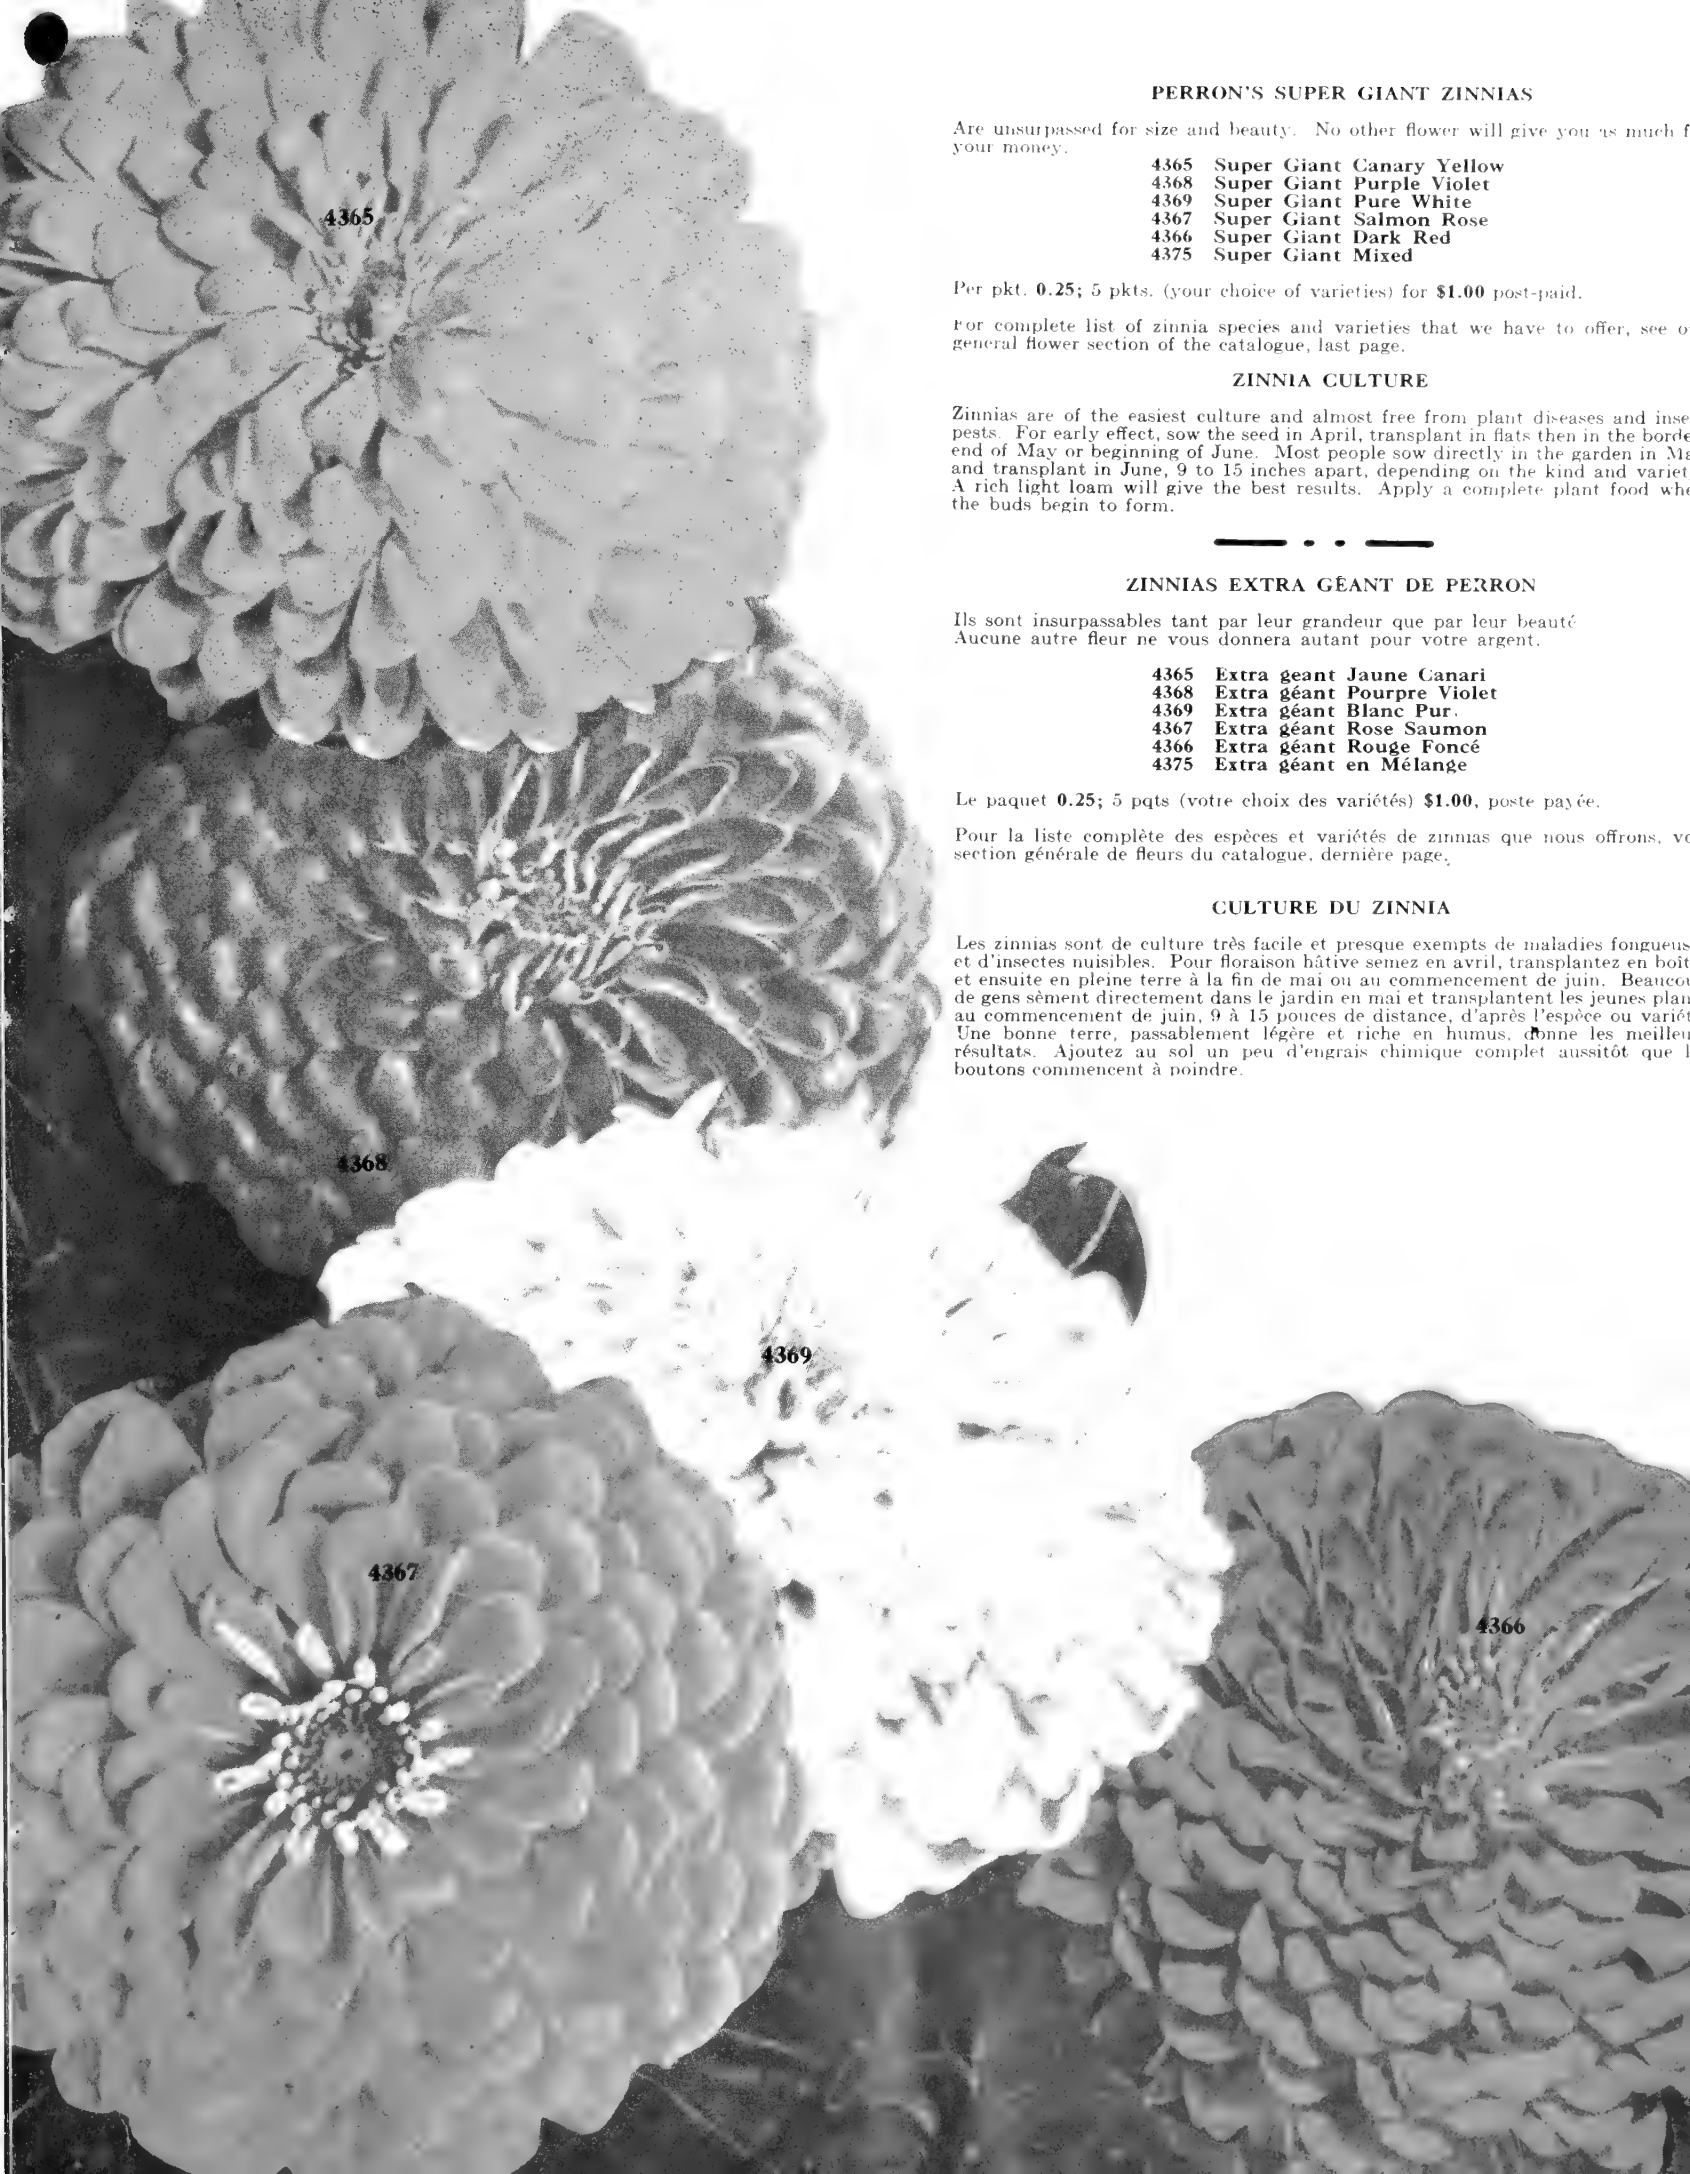 PERRON'S SUPER GIANT ZINNIAS
Are unsurpassed for size and beauty. No other flower will give you as much f
your money.
4365 Super Giant Canary Yellow
4368 Super Giant Purple Violet
4369 Super Giant Pure White
4367 Super Giant Salmon Rose
4366 Super Giant Dark Red
4375 Super Giant Mixed
Per pkt. 0.25; 5 pkts. (your choice of varieties) for $1.00 post-paid.
For complete list of zinnia species and varieties that we have to offer, see o
general flower section of the catalogue, last page.
ZINNIA CULTURE
Zinnias are of the easiest culture and almost free from plant diseases and inse
pests. For early effect, sow the seed in April, transplant in flats then in the borde
end of May or beginning of June. Most people sow directly in the garden in Ma
and transplant in June, 9 to 15 inches apart, depending on the kind and variet
A rich light loam will give the best results. Apply a complete plant food whe
the buds begin to form.
ZINNIAS EXTRA GÉANT DE PERRON
Ils sont insurpassables tant par leur grandeur que par leur beauté
Aucune autre fleur ne vous donnera autant pour votre argent.
4365 Extra geant Jaune Canari
4368 Extra géant Pourpre Violet
4369 Extra géant Blanc Pur.
4367 Extra géant Rose Saumon
4366 Extra géant Rouge Foncé
4375 Extra géant en Mélange
Le paquet 0.25; 5 pqts (votre choix des variétés) $1.00, poste payée.
Pour la liste complète des espèces et variétés de zinnias que nous offrons, vo
section générale de fleurs du catalogue, dernière page.
CULTURE DU ZINNIA
Les zinnias sont de culture très facile et presque exempts de maladies fongueus
et d'insectes nuisibles. Pour floraison hâtive semez en avril, transplantez en boît
et ensuite en pleine terre à la fin de mai ou au commencement de juin. Beaucou
de gens sèment directement dans le jardin en mai et transplantent les jeunes plan
au commencement de juin, 9 à 15 pouces de distance, d'après l'espèce ou variét
Une bonne terre, passablement légère et riche en humus, donne les meilleu
résultats. Ajoutez au sol un peu d'engrais chimique complet aussitôt que l
boutons commencent à poindre.
4365
4368
4369
4367
4366